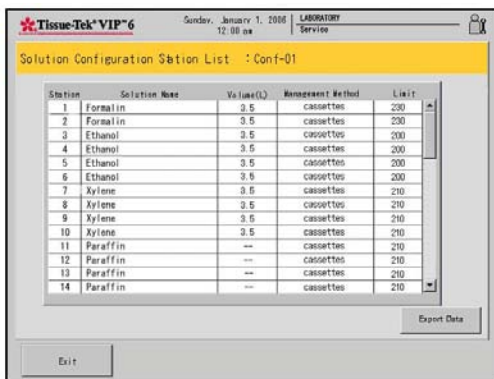 Tissue-Tek® VIP™6 Sunday, January 1, 2006 LABORATORY
12:00 am Service
Solution Configuration Station List : Conf-01
Station Solution Name Volume(L) Management Method Limit
1 Formalin 3.5 cassettes 230
2 Formalin 3.5 cassettes 230
3 Ethanol 3.5 cassettes 200
4 Ethanol 3.5 cassettes 200
5 Ethanol 3.5 cassettes 200
6 Ethanol 3.5 cassettes 200
7 Xylene 3.5 cassettes 210
8 Xylene 3.5 cassettes 210
9 Xylene 3.5 cassettes 210
10 Xylene 3.5 cassettes 210
11 Paraffin -- cassettes 210
12 Paraffin -- cassettes 210
13 Paraffin -- cassettes 210
14 Paraffin -- cassettes 210
Export Data
Exit